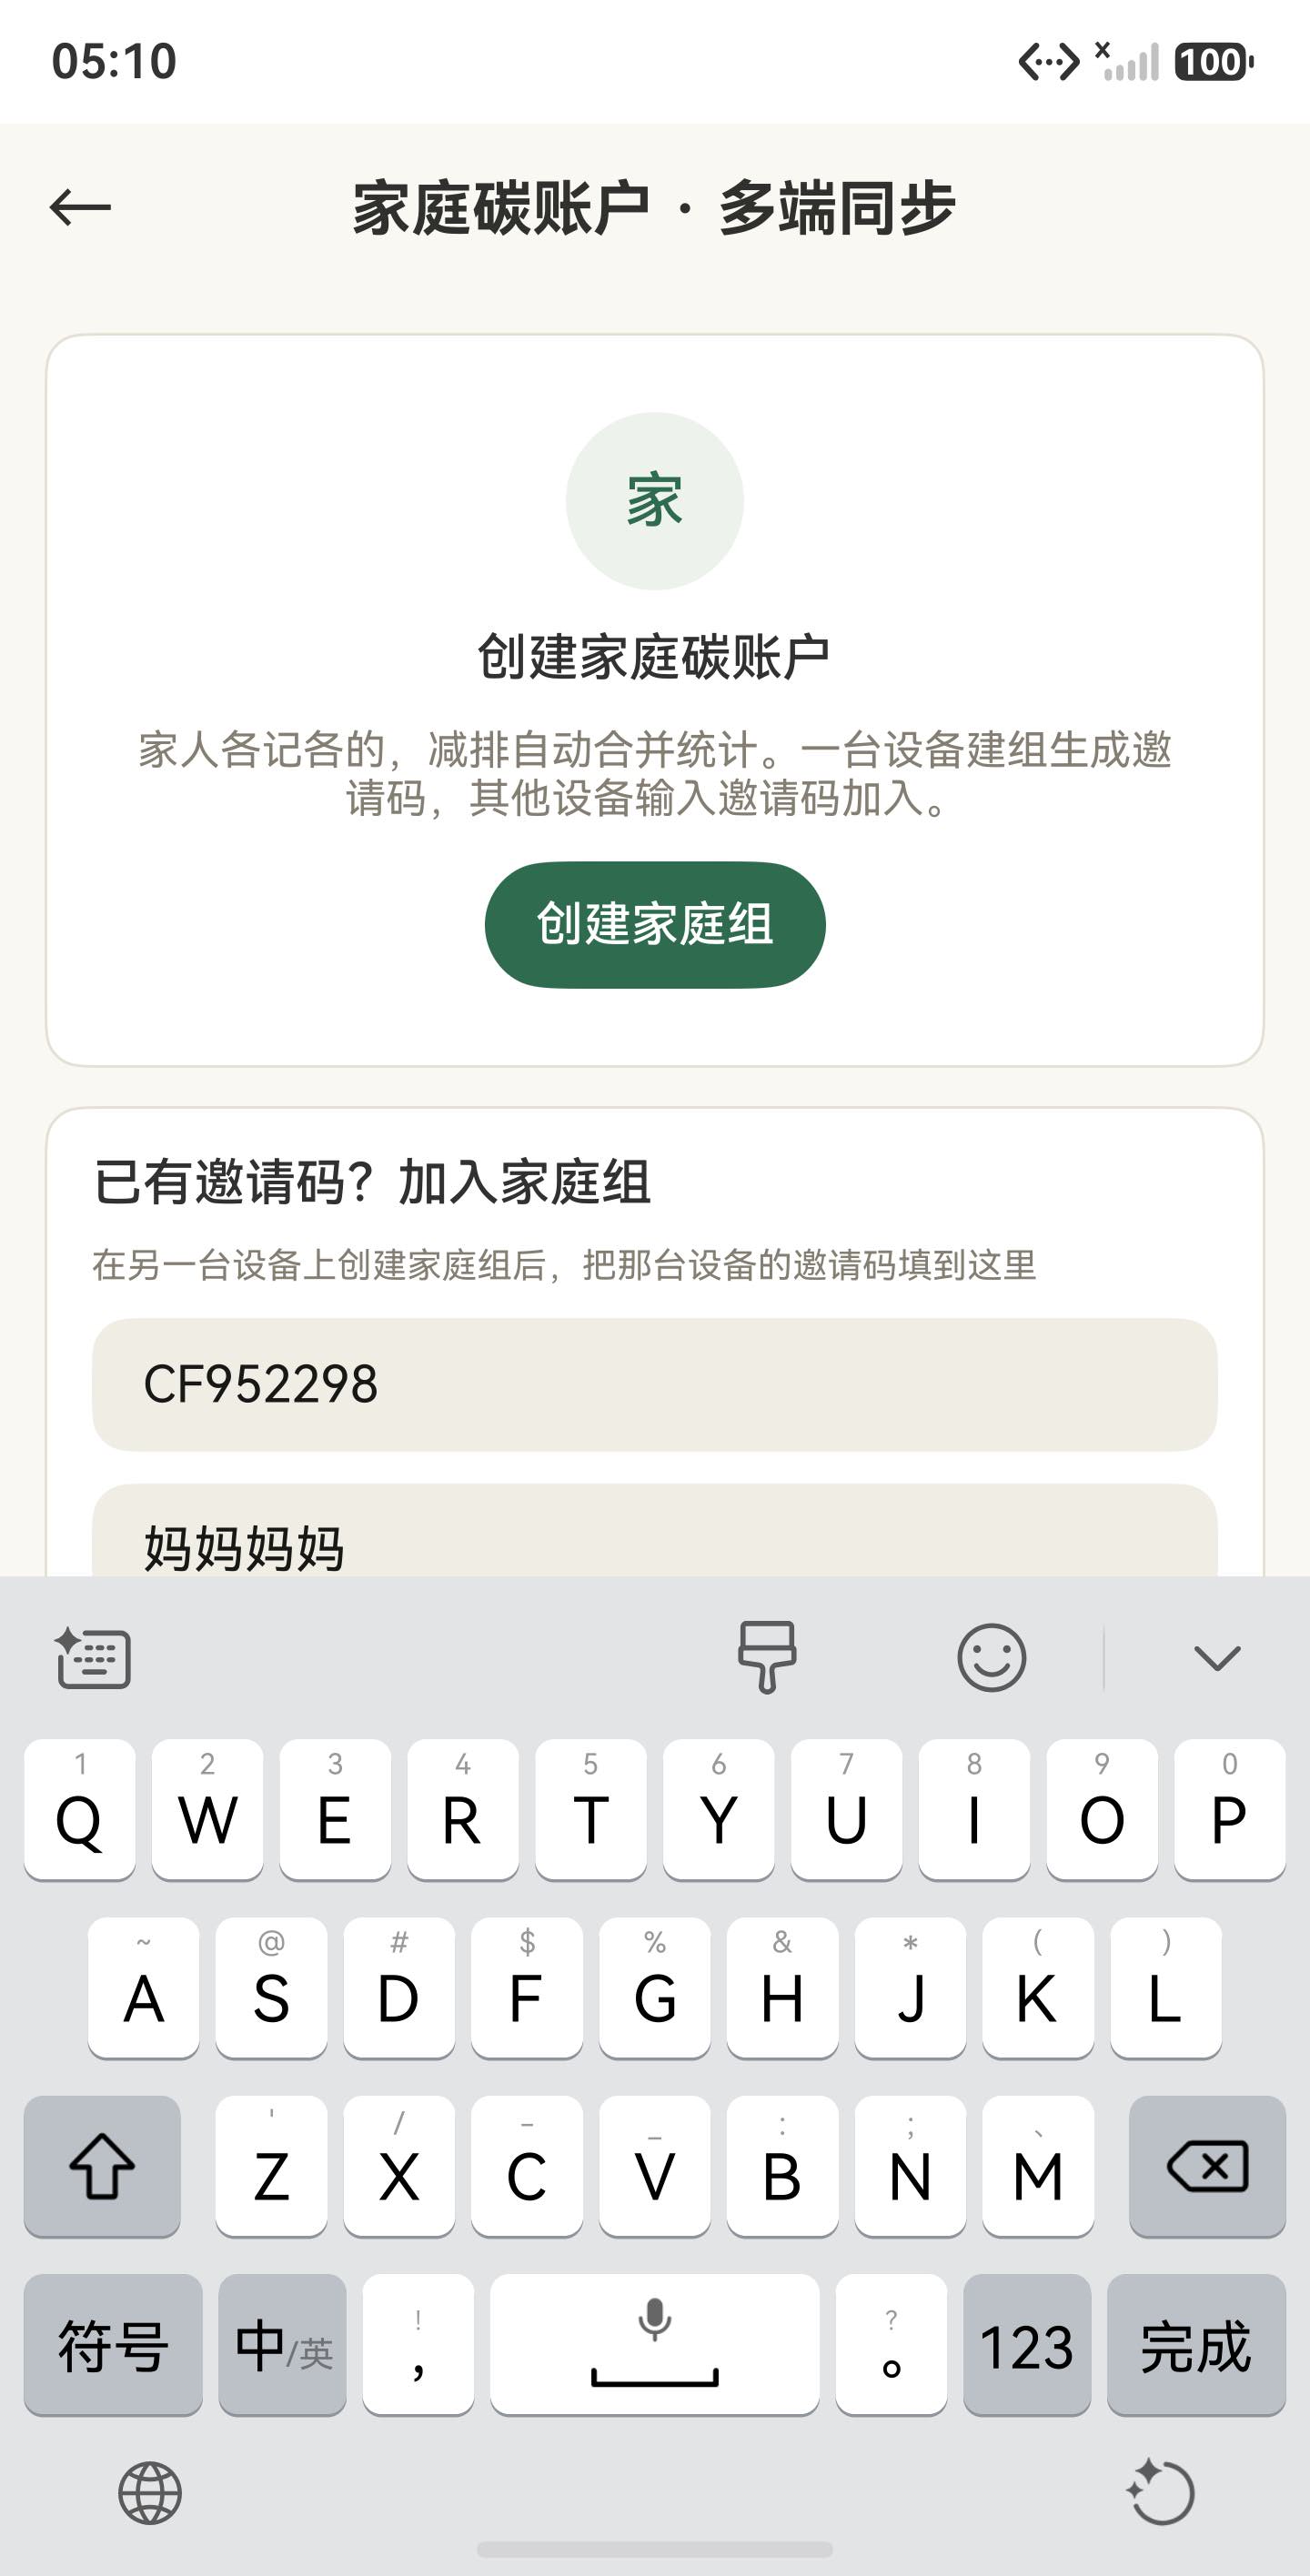 05:10
100
家庭碳账户 · 多端同步
家
创建家庭碳账户
家人各记各的，减排自动合并统计。一台设备建组生成邀
请码，其他设备输入邀请码加入。
创建家庭组
已有邀请码？加入家庭组
在另一台设备上创建家庭组后，把那台设备的邀请码填到这里
CF952298
妈妈妈妈
1 2 3 4 5 6 7 8 9 0
Q W E R T Y U I O P
~ @ # $ % & * ( )
A S D F G H J K L
' / - _ : ; 、
Z X C V B N M
! ?
符号 中/英 , 。 123 完成